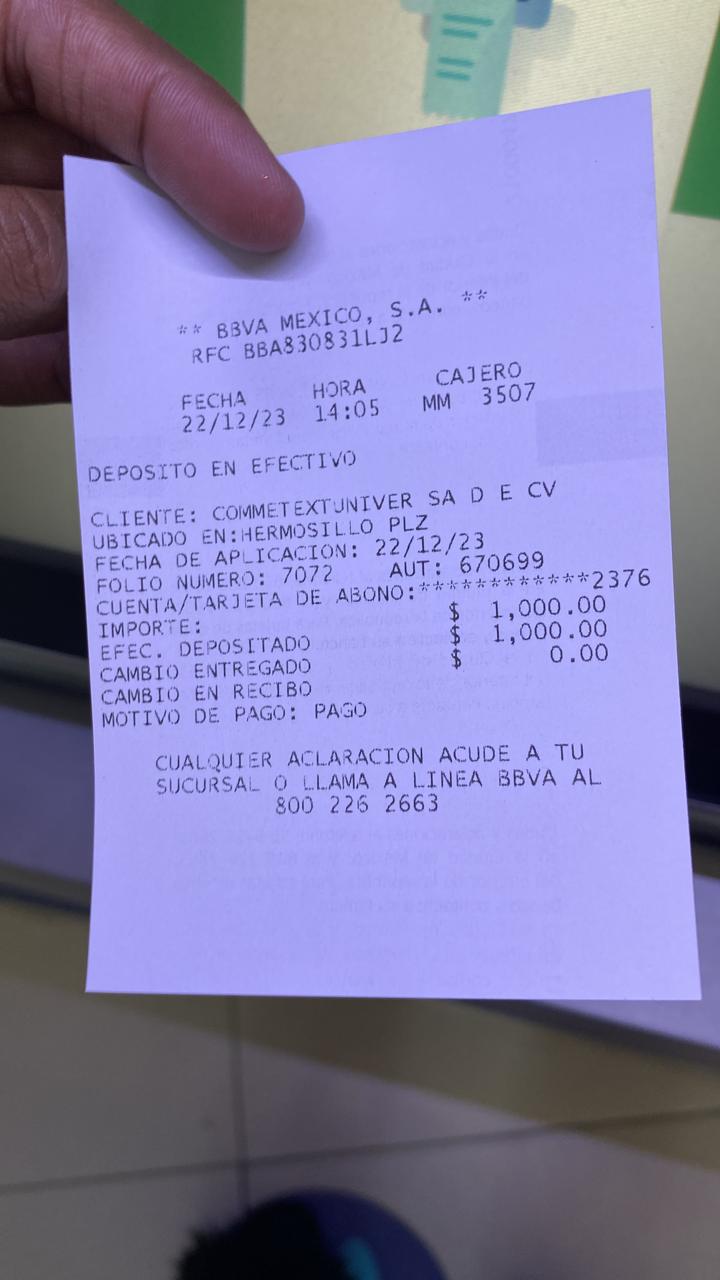 ** BBVA MEXICO, S.A. **
RFC BBA830831LJ2
FECHA HORA CAJERO
22/12/23 14:05 MM 3507
DEPOSITO EN EFECTIVO
CLIENTE: COMMETEXTUNIVER SA D E CV
UBICADO EN:HERMOSILLO PLZ
FECHA DE APLICACION: 22/12/23
FOLIO NUMERO: 7072 AUT: 670699
CUENTA/TARJETA DE ABONO:************2376
IMPORTE: $ 1,000.00
EFEC. DEPOSITADO $ 1,000.00
CAMBIO ENTREGADO $ 0.00
CAMBIO EN RECIBO
MOTIVO DE PAGO: PAGO
CUALQUIER ACLARACION ACUDE A TU
SUCURSAL O LLAMA A LINEA BBVA AL
800 226 2663